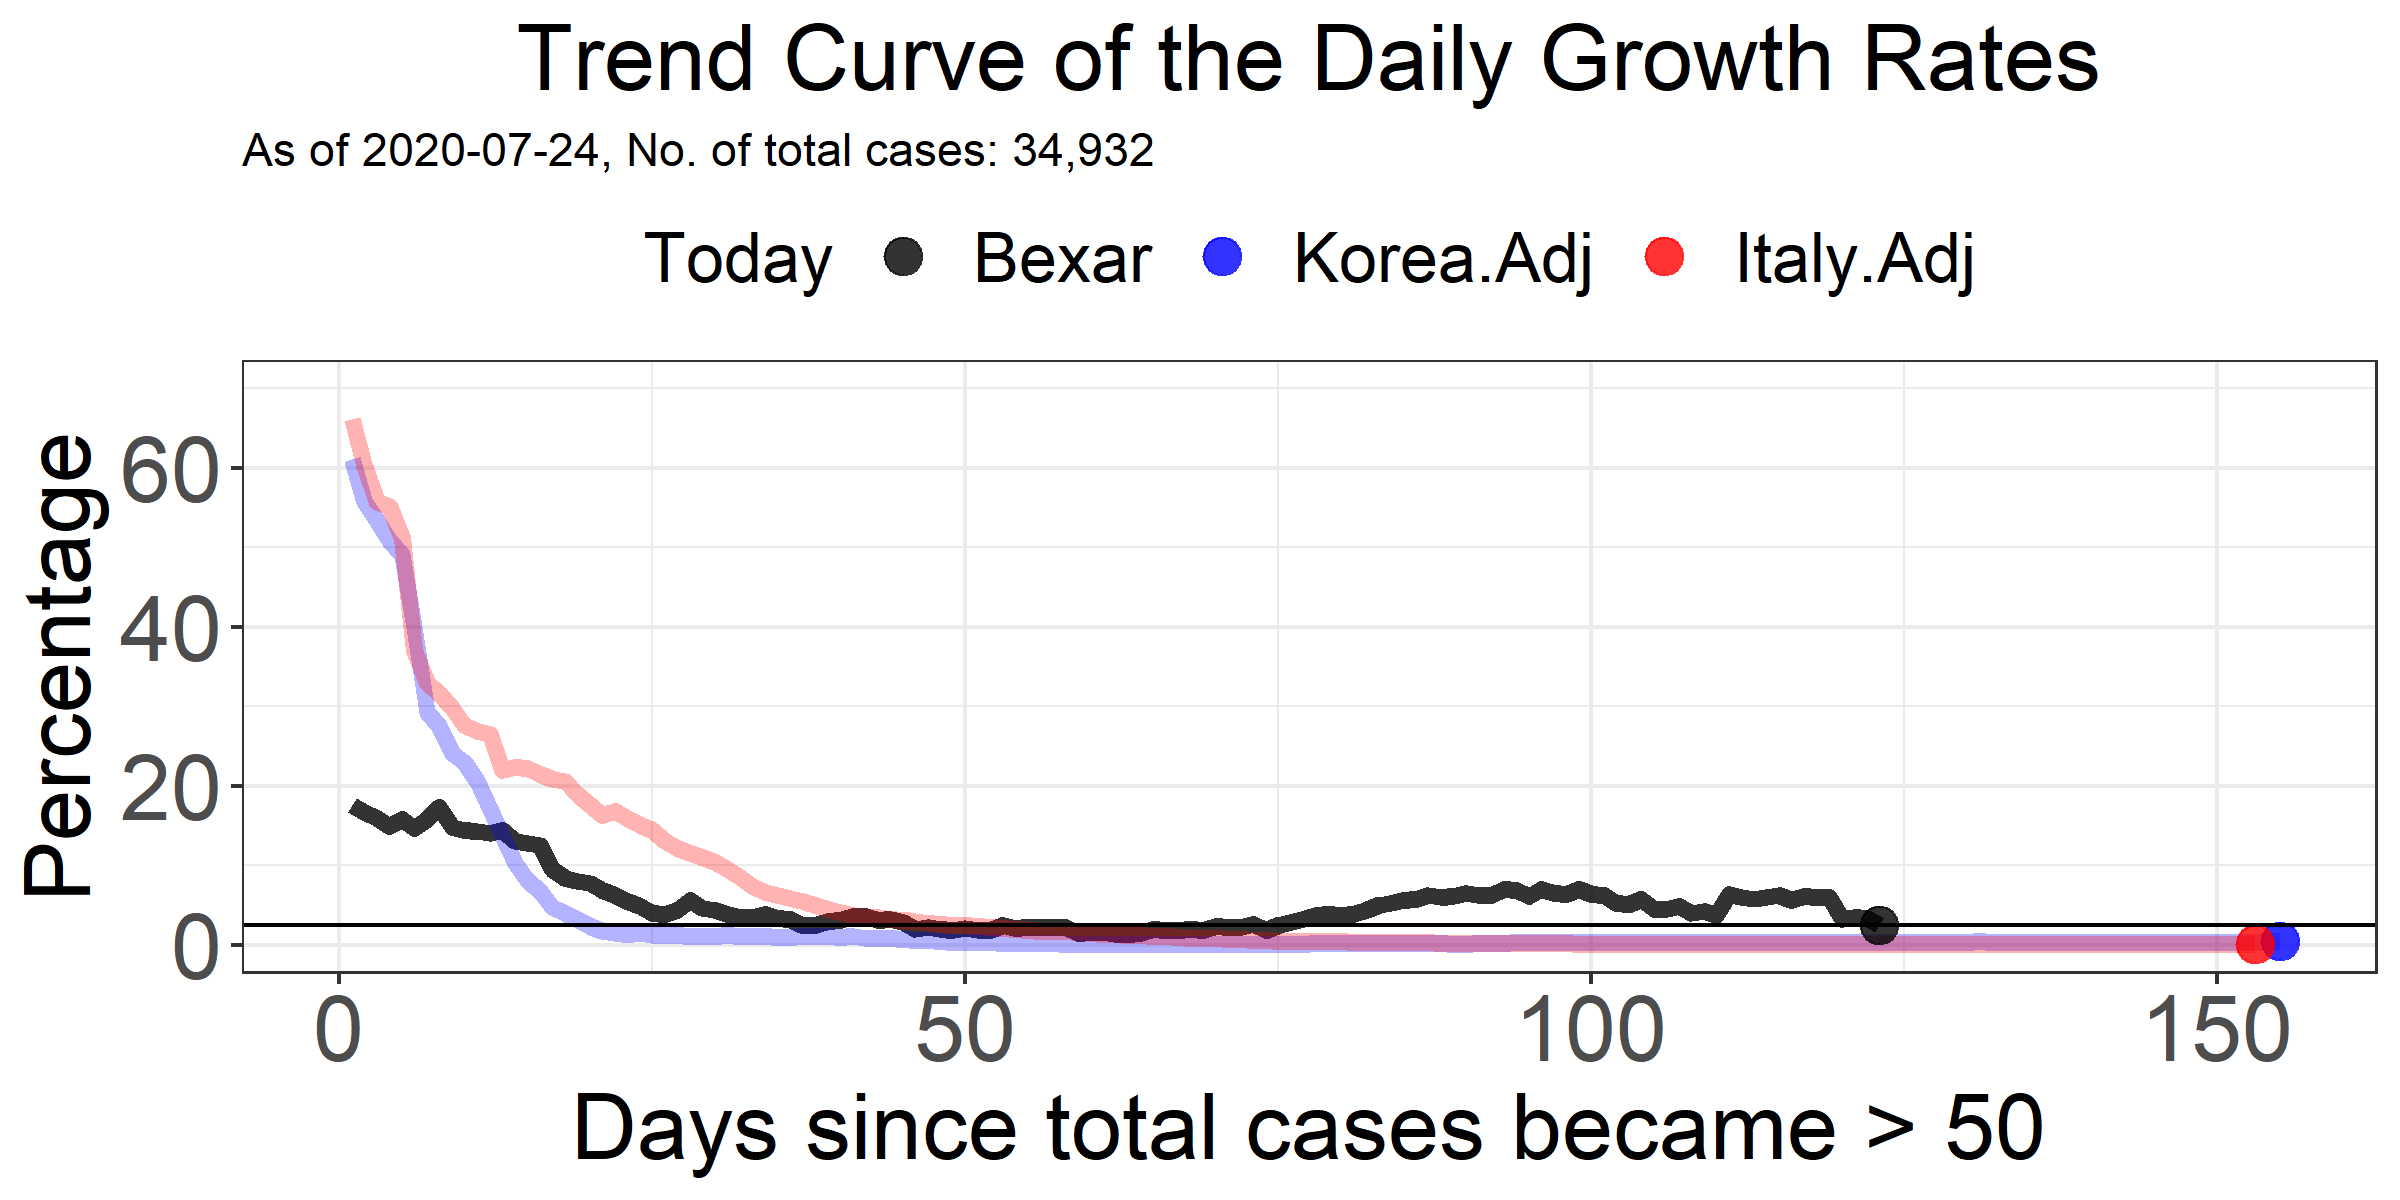 Trend Curve of the Daily Growth Rates
As of 2020-07-24, No. of total cases: 34,932
Today Bexar Korea.Adj Italy.Adj
Percentage
60
40
20
0
0 50 100 150
Days since total cases became > 50